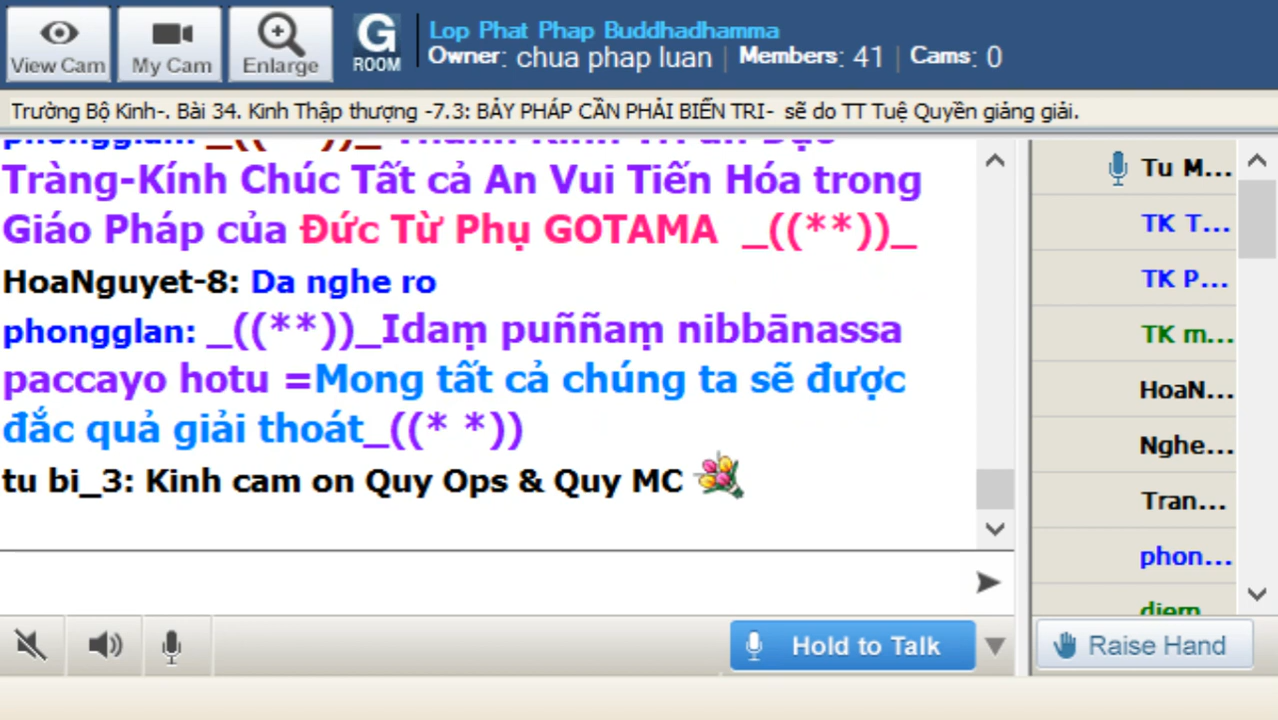 View Cam
My Cam
Enlarge
G
ROOM
Lop Phat Phap Buddhadhamma
Owner: chua phap luan | Members: 41 | Cams: 0
Trường Bộ Kinh-. Bài 34. Kinh Thập thượng -7.3: BẢY PHÁP CẦN PHẢI BIẾN TRI- sẽ do TT Tuệ Quyền giảng giải.
phongglan: _((**))_
Tràng-Kính Chúc Tất cả An Vui Tiến Hóa trong
Giáo Pháp của Đức Từ Phụ GOTAMA _((**))_
HoaNguyet-8: Da nghe ro
phongglan: _((**))_Idaṃ puññaṃ nibbānassa
paccayo hotu =Mong tất cả chúng ta sẽ được
đắc quả giải thoát_((* *))
tu bi_3: Kinh cam on Quy Ops & Quy MC
Tu M...
TK T...
TK P...
TK m...
HoaN...
Nghe...
Tran...
phon...
diem
Hold to Talk
Raise Hand